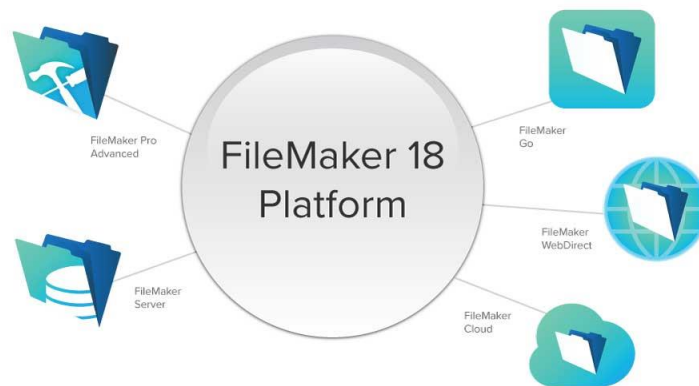 FileMaker 18
Platform
FileMaker Pro
Advanced
FileMaker
Server
FileMaker
Go
FileMaker
WebDirect
FileMaker
Cloud